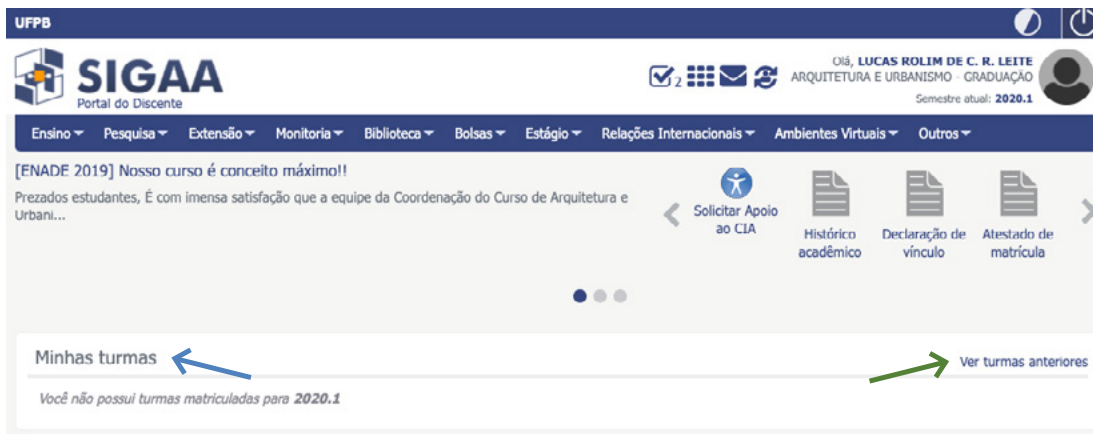 UFPB
SIGAA
Portal do Discente
2
Olá, LUCAS ROLIM DE C. R. LEITE
ARQUITETURA E URBANISMO - GRADUAÇÃO
Semestre atual: 2020.1
Ensino Pesquisa Extensão Monitoria Biblioteca Bolsas Estágio Relações Internacionais Ambientes Virtuais Outros
[ENADE 2019] Nosso curso é conceito máximo!!
Prezados estudantes, É com imensa satisfação que a equipe da Coordenação do Curso de Arquitetura e
Urbani...
Solicitar Apoio
ao CIA
Histórico
acadêmico
Declaração de
vínculo
Atestado de
matrícula
Minhas turmas
Ver turmas anteriores
Você não possui turmas matriculadas para 2020.1